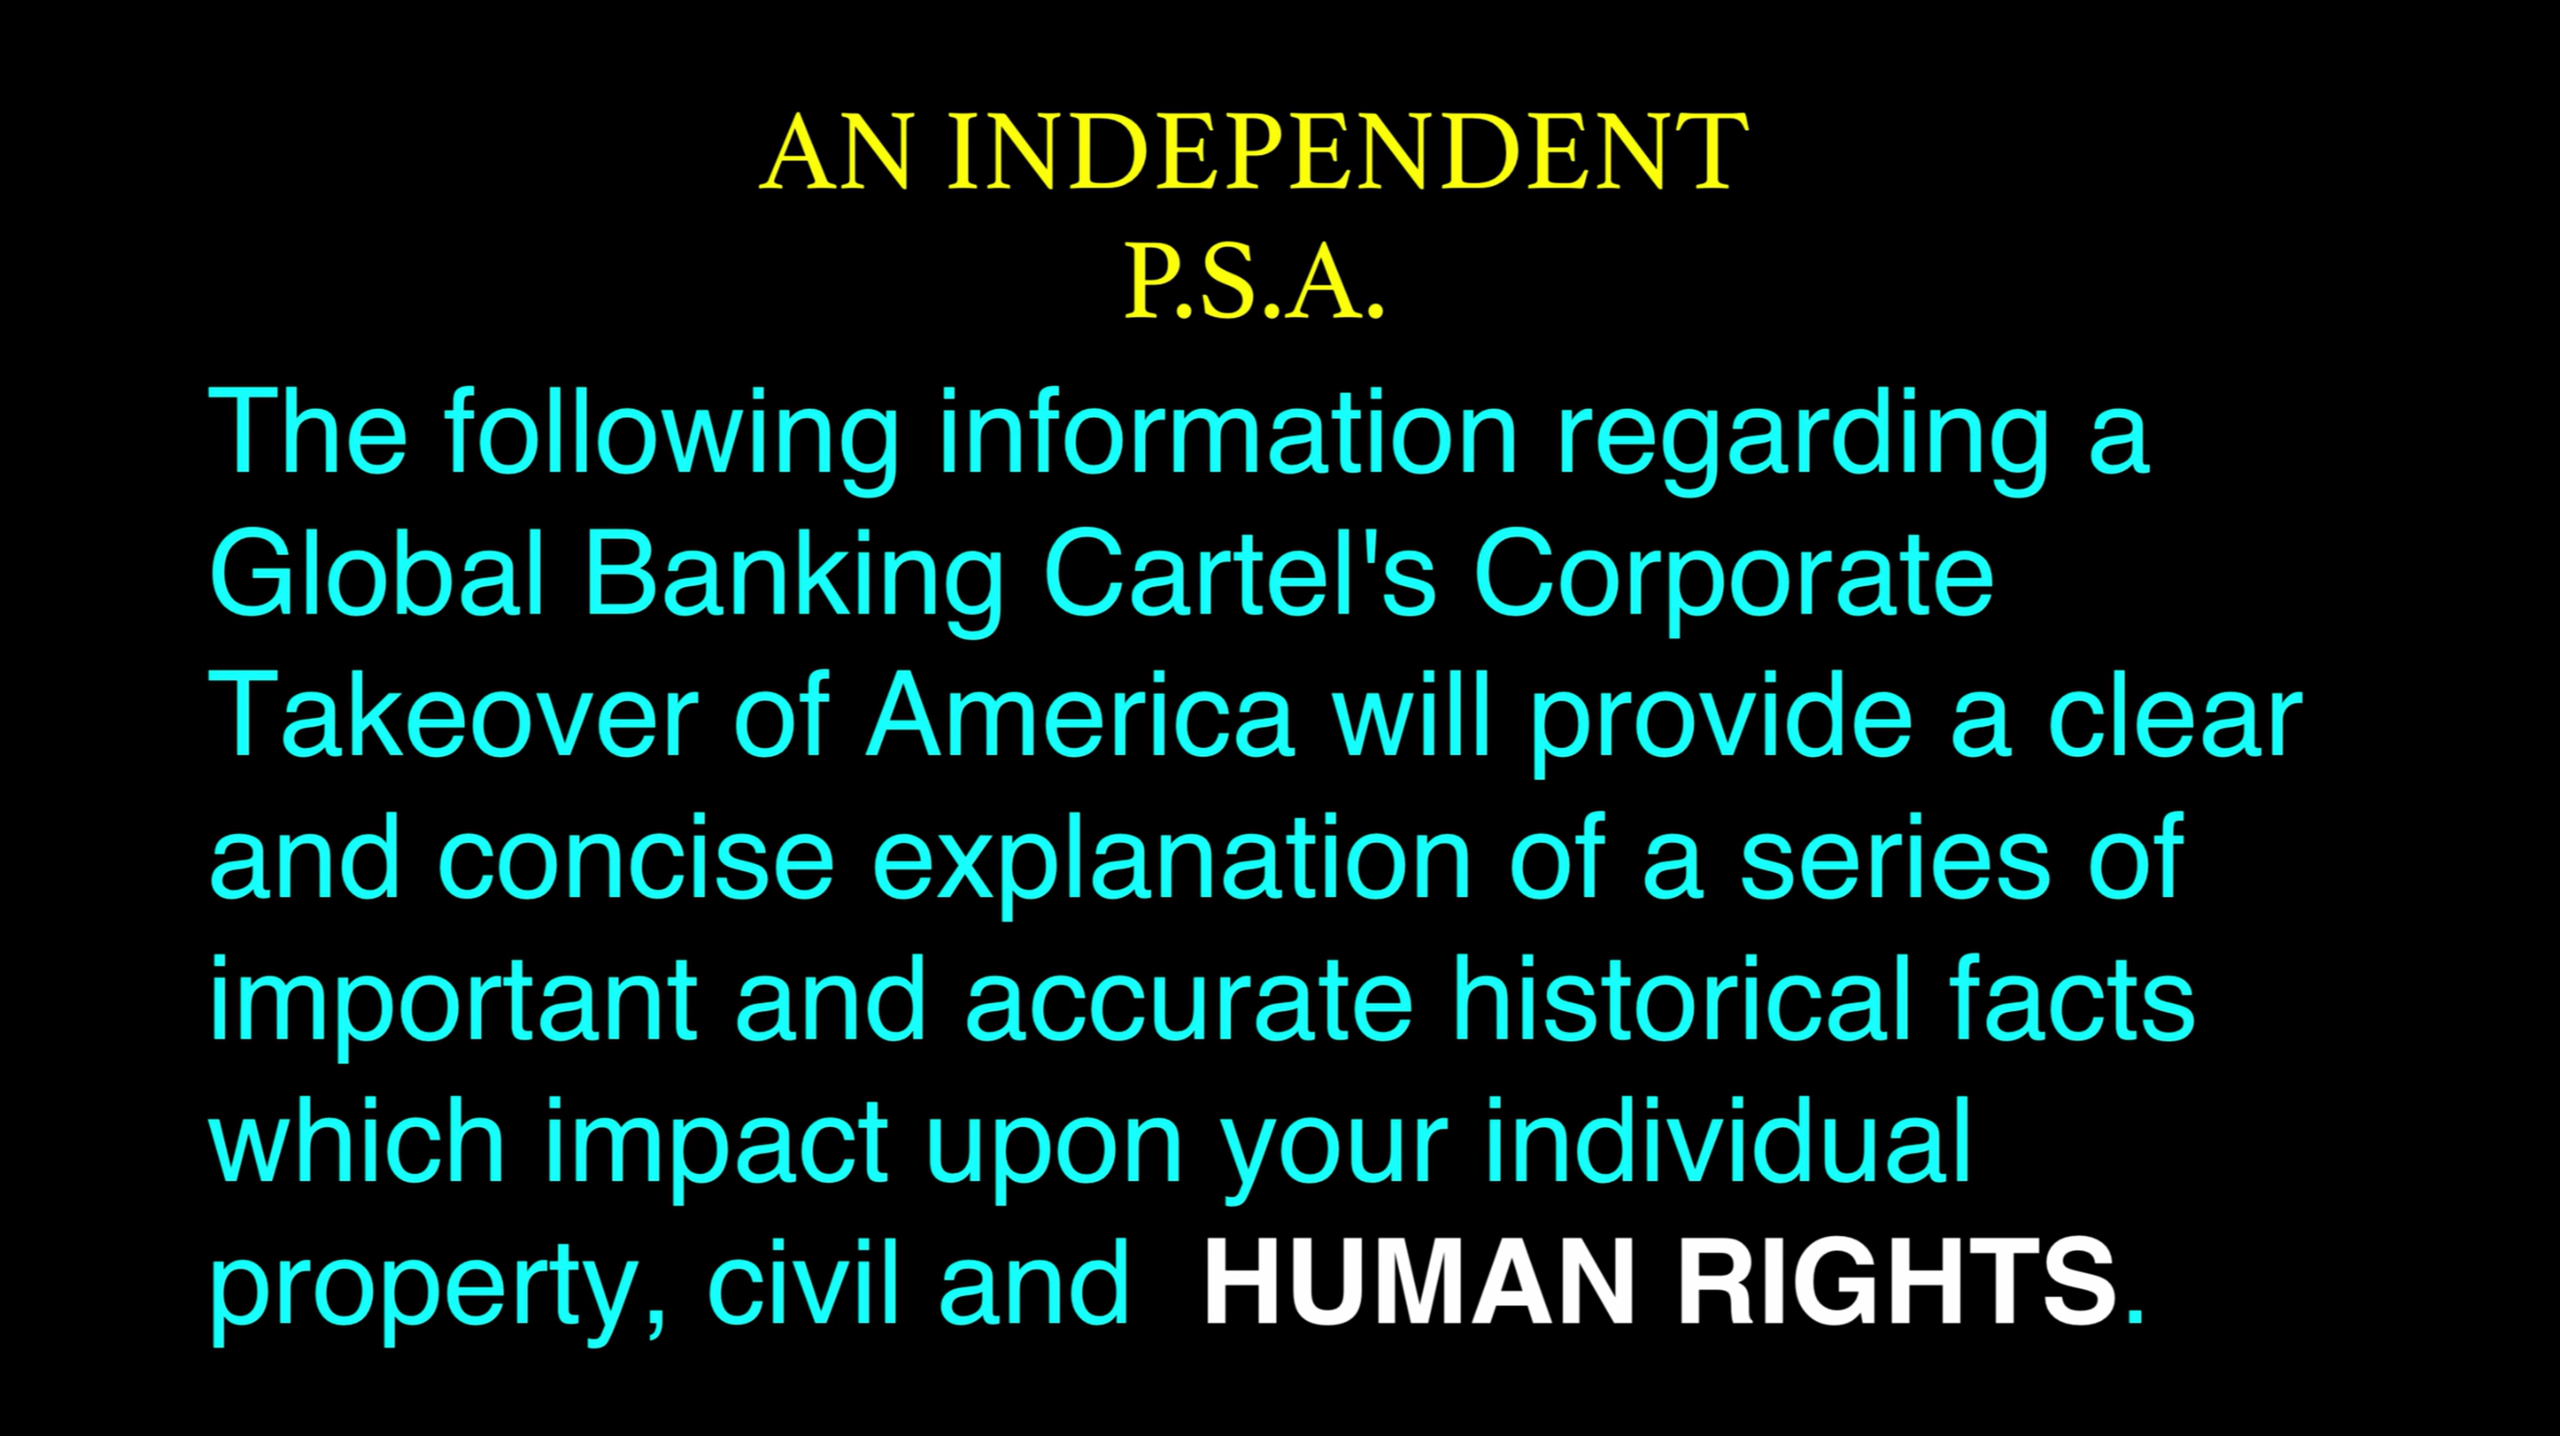 AN INDEPENDENT
P.S.A.
The following information regarding a
Global Banking Cartel's Corporate
Takeover of America will provide a clear
and concise explanation of a series of
important and accurate historical facts
which impact upon your individual
property, civil and HUMAN RIGHTS.